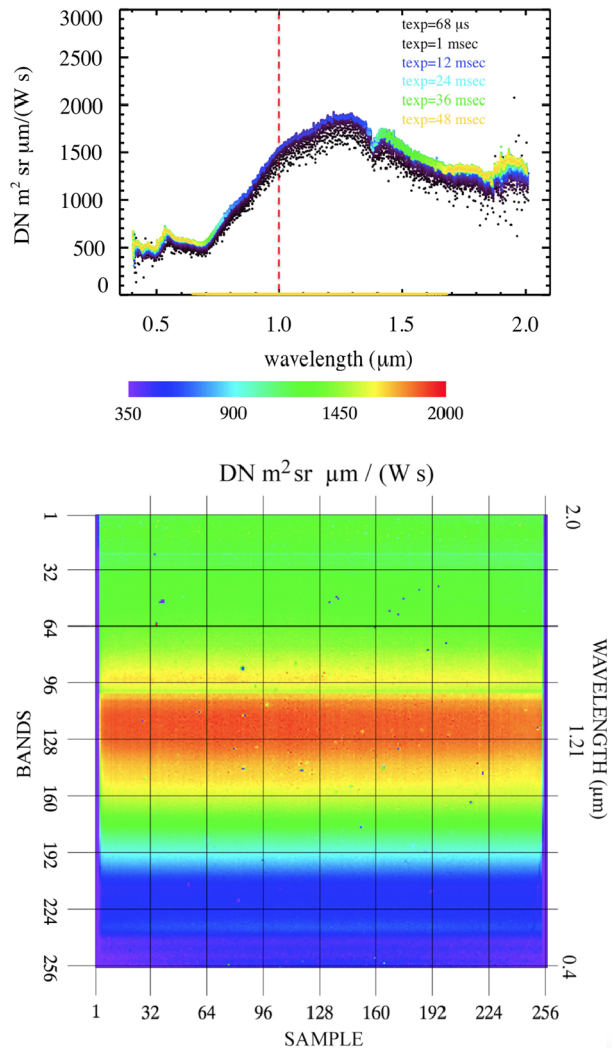 3000
2500
2000
1500
1000
500
0
DN m² sr µm/(W s)
texp=68 µs
texp=1 msec
texp=12 msec
texp=24 msec
texp=36 msec
texp=48 msec
0.5 1.0 1.5 2.0
wavelength (µm)
350 900 1450 2000
DN m² sr µm / (W s)
1
32
64
96
128
160
192
224
256
BANDS
2.0
1.21
0.4
WAVELENGTH (µm)
1 32 64 96 128 160 192 224 256
SAMPLE